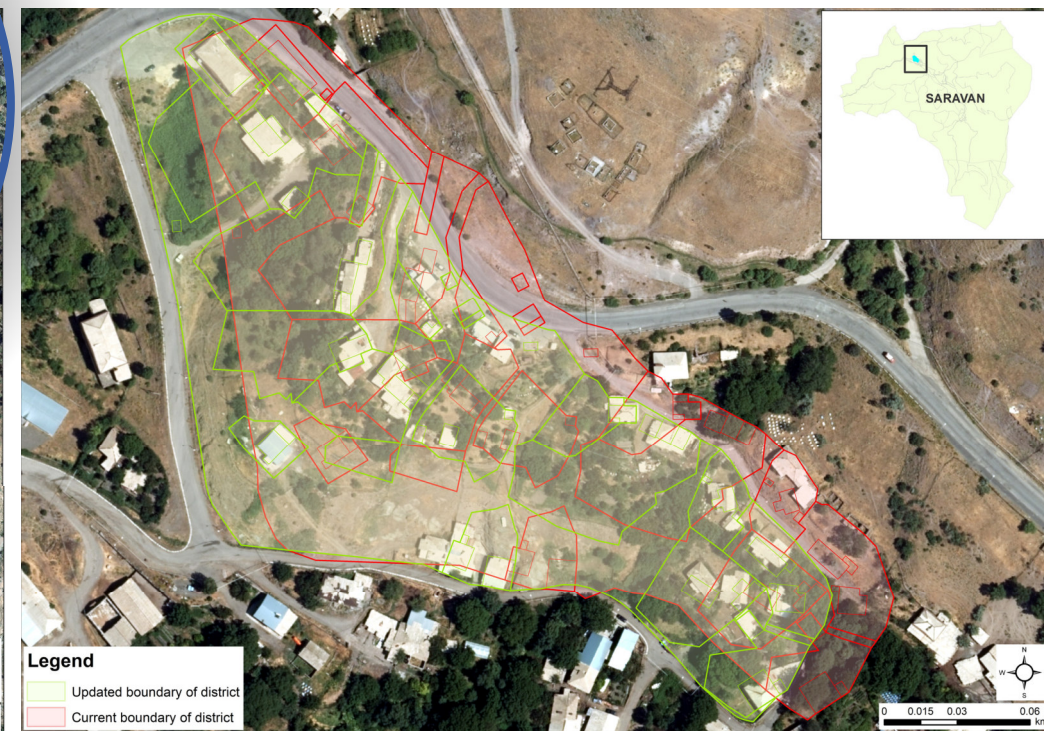 SARAVAN
Legend
Updated boundary of district
Current boundary of district
N
W
S
0 0.015 0.03 0.06
km